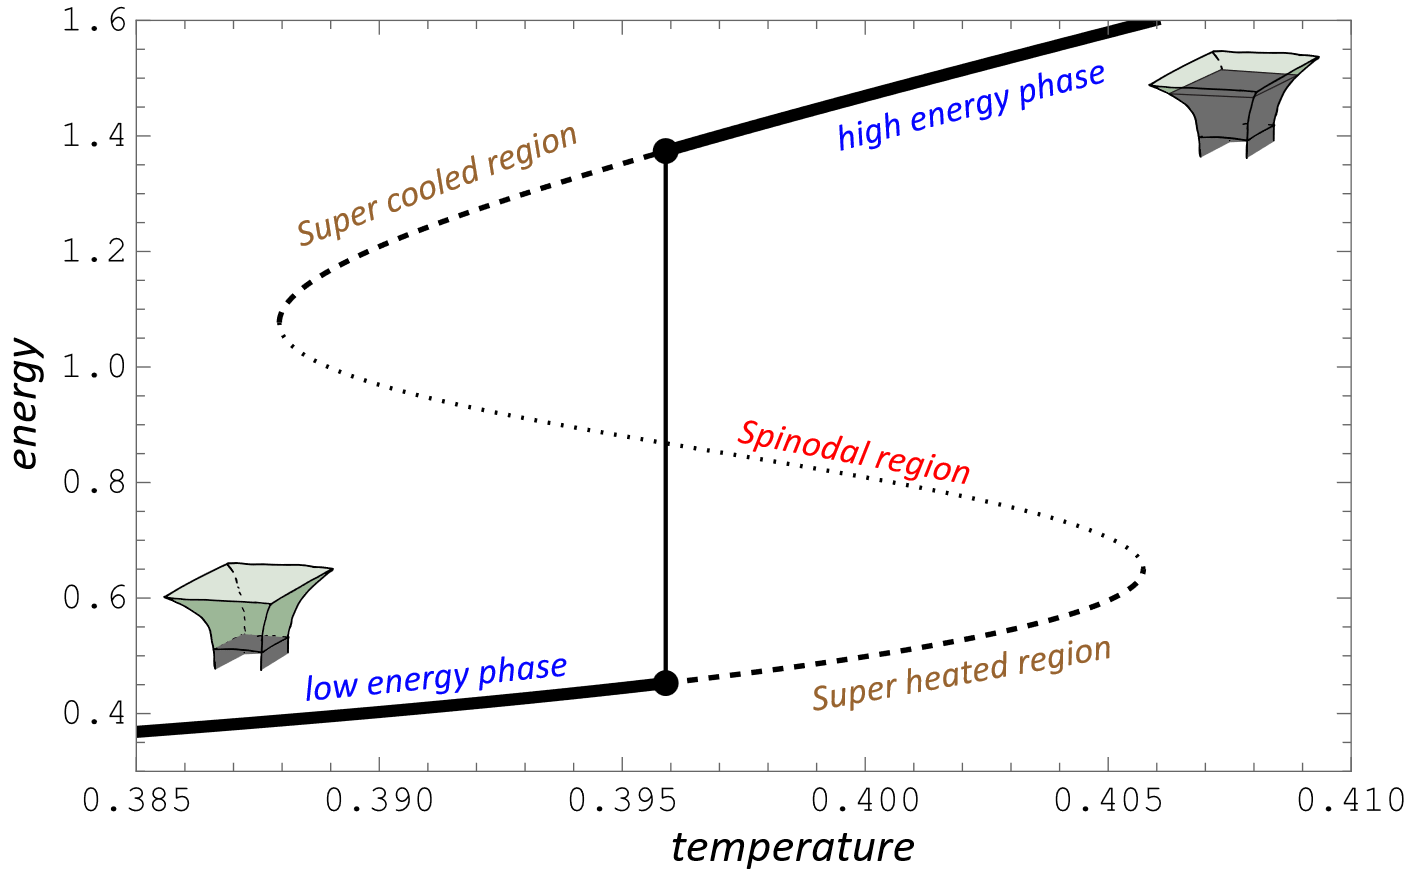 1.6
1.4
1.2
1.0
0.8
0.6
0.4
energy
high energy phase
Super cooled region
Spinodal region
low energy phase
Super heated region
0.385 0.390 0.395 0.400 0.405 0.410
temperature